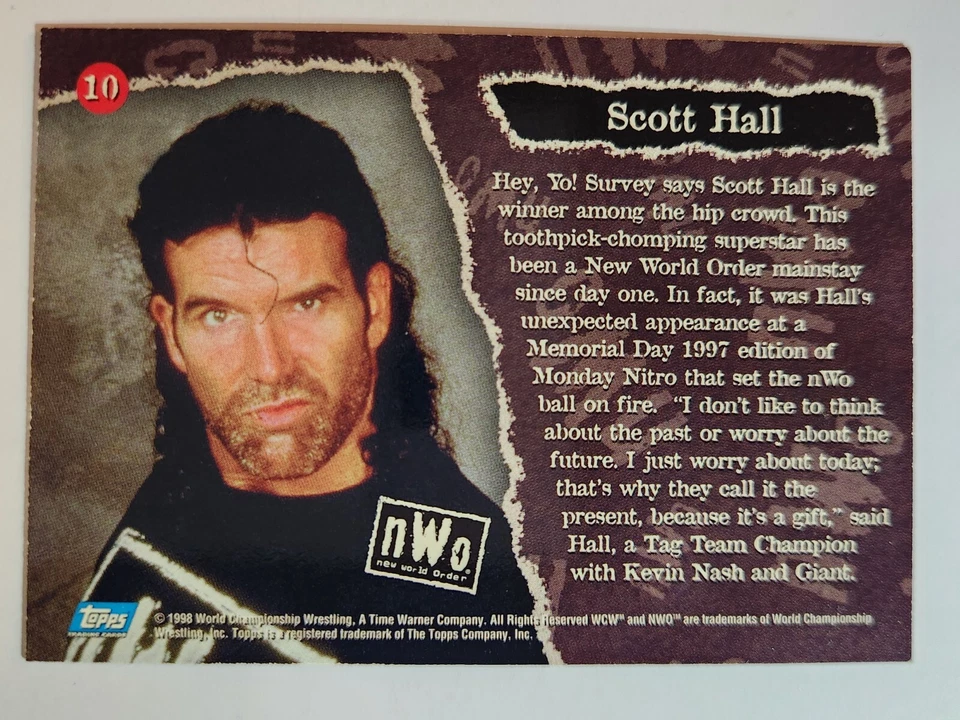 10
Scott Hall
Hey, Yo! Survey says Scott Hall is the
winner among the hip crowd. This
toothpick-chomping superstar has
been a New World Order mainstay
since day one. In fact, it was Hall's
unexpected appearance at a
Memorial Day 1997 edition of
Monday Nitro that set the nWo
ball on fire. "I don't like to think
about the past or worry about the
future. I just worry about today;
that's why they call it the
present, because it's a gift," said
Hall, a Tag Team Champion
with Kevin Nash and Giant.
nWo
new world order
Topps
TRADING CARDS
© 1998 World Championship Wrestling, A Time Warner Company. All Rights Reserved WCW™ and NWO™ are trademarks of World Championship
Wrestling, Inc. Topps is a registered trademark of The Topps Company, Inc.